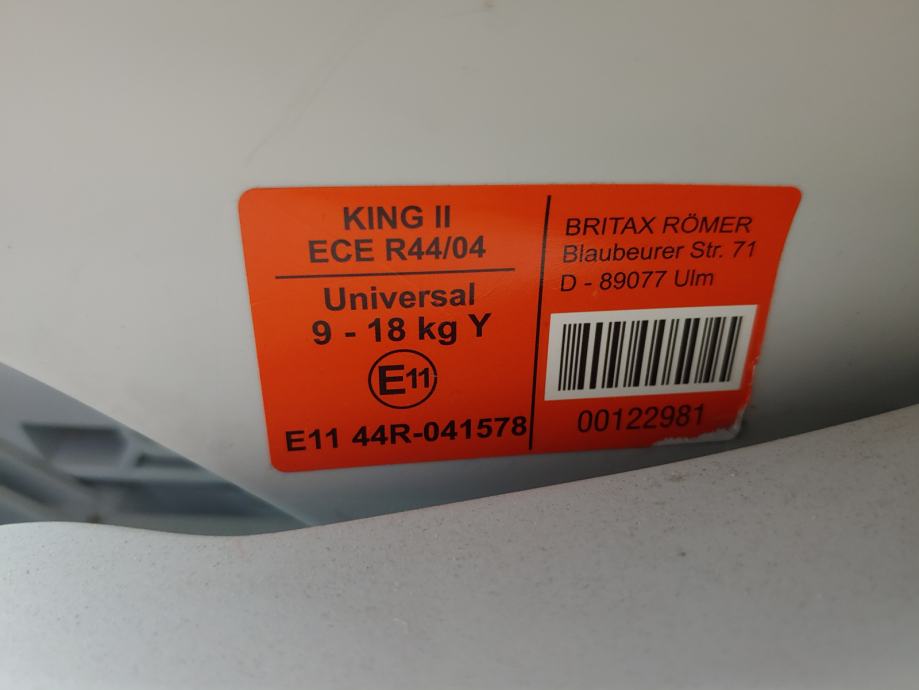 KING II
ECE R44/04
Universal
9 - 18 kg Y
E11
E11 44R-041578
BRITAX RÖMER
Blaubeurer Str. 71
D - 89077 Ulm
00122981